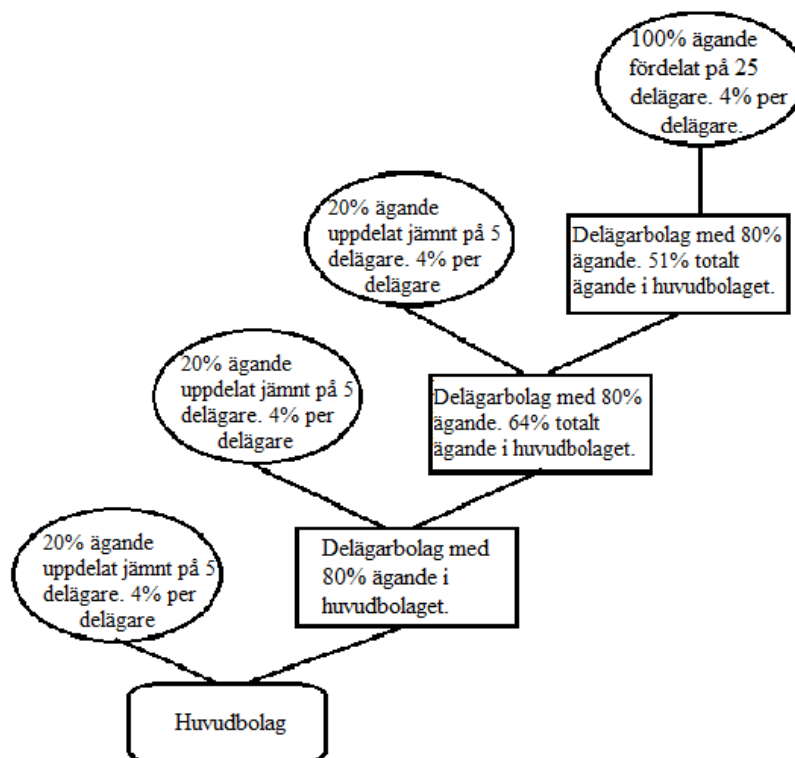 100% ägande
fördelat på 25
delägare. 4% per
delägare.
20% ägande
uppdelat jämnt på 5
delägare. 4% per
delägare
Delägarbolag med 80%
ägande. 51% totalt
ägande i huvudbolaget.
20% ägande
uppdelat jämnt på 5
delägare. 4% per
delägare
Delägarbolag med 80%
ägande. 64% totalt
ägande i huvudbolaget.
20% ägande
uppdelat jämnt på 5
delägare. 4% per
delägare
Delägarbolag med
80% ägande i
huvudbolaget.
Huvudbolag